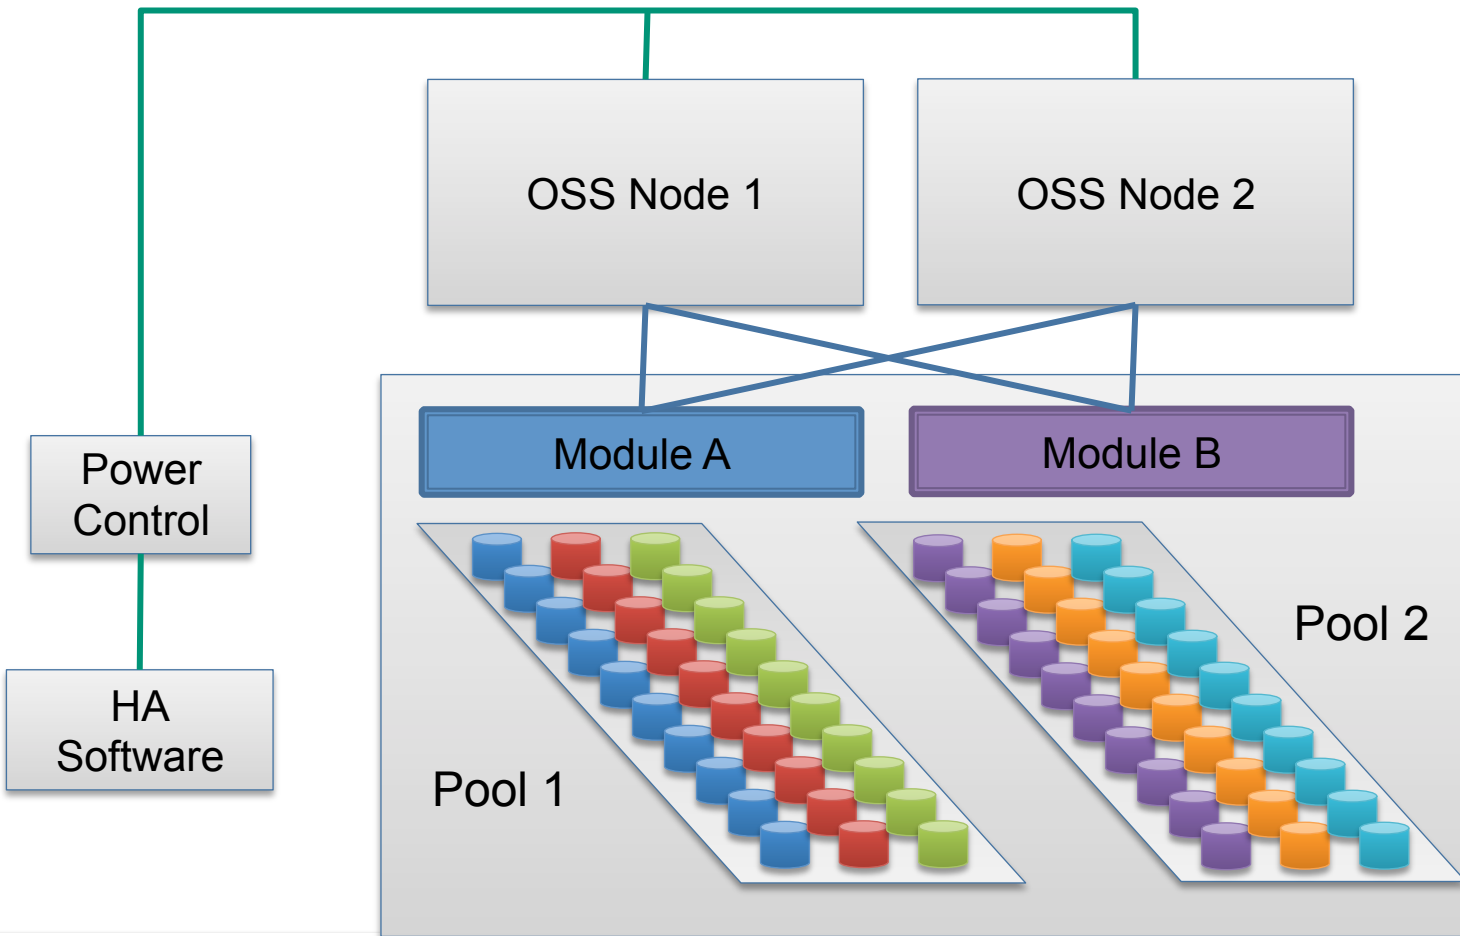 OSS Node 1
OSS Node 2
Module A
Module B
Power
Control
Pool 2
HA
Software
Pool 1